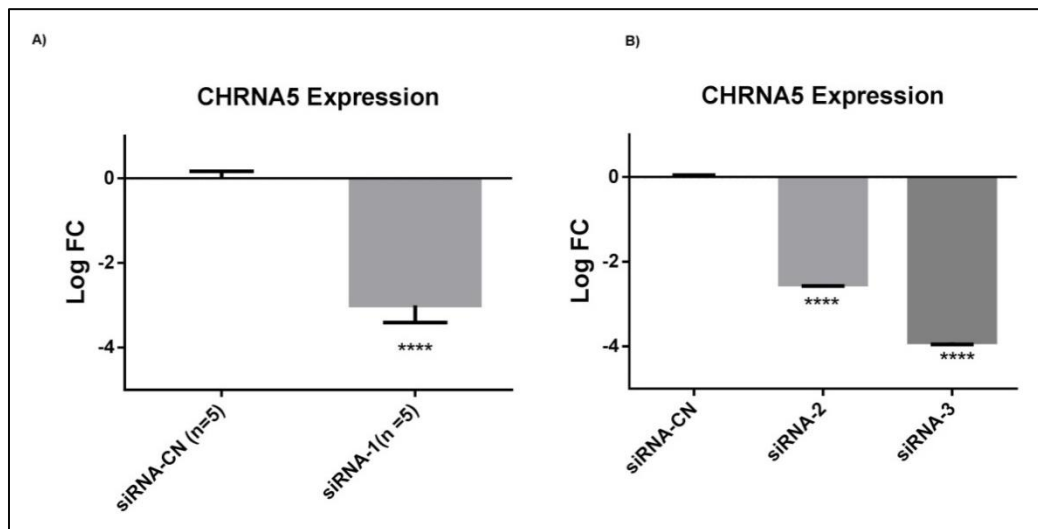 A)
CHRNA5 Expression
Log FC
0
-2
-4
****
siRNA-CN (n=5)
siRNA-1(n =5)
B)
CHRNA5 Expression
Log FC
0
-2
-4
****
****
siRNA-CN
siRNA-2
siRNA-3